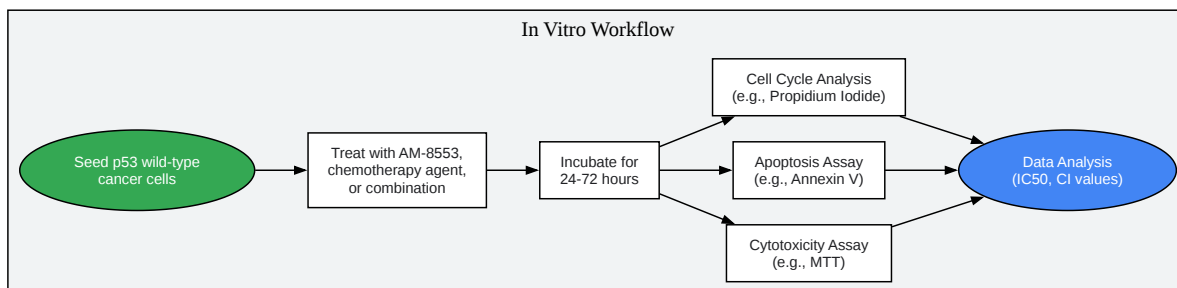 In Vitro Workflow
Seed p53 wild-type
cancer cells
Treat with AM-8553,
chemotherapy agent,
or combination
Incubate for
24-72 hours
Cell Cycle Analysis
(e.g., Propidium Iodide)
Apoptosis Assay
(e.g., Annexin V)
Cytotoxicity Assay
(e.g., MTT)
Data Analysis
(IC50, CI values)